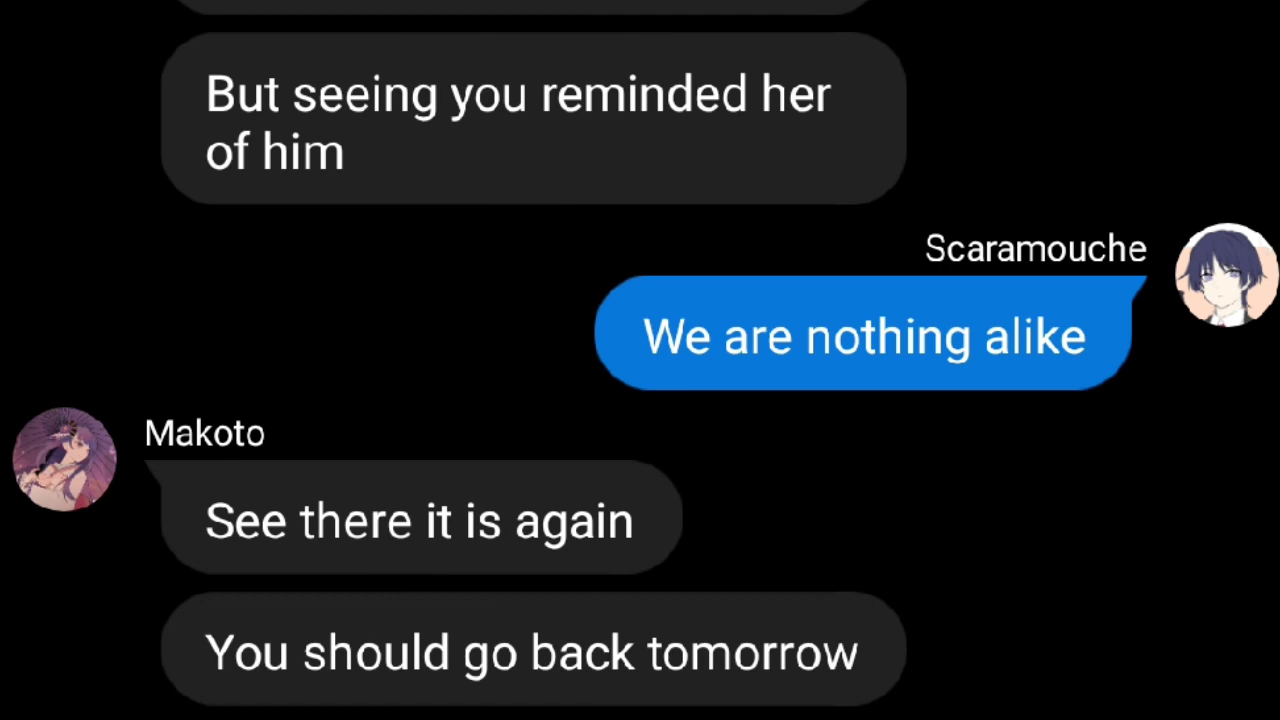 But seeing you reminded her
of him
Scaramouche
We are nothing alike
Makoto
See there it is again
You should go back tomorrow